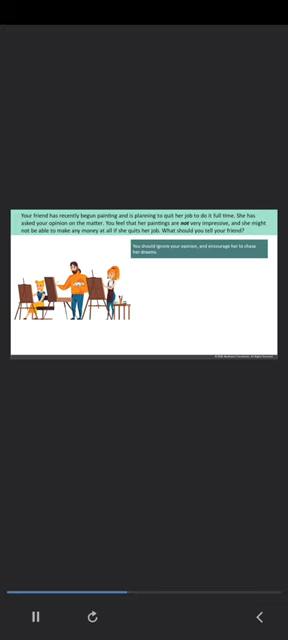 Your friend has recently begun painting and is planning to quit her job to do it full time. She has
asked your opinion on the matter. You feel that her paintings are not very impressive, and she might
not be able to make any money at all if she quits her job. What should you tell your friend?
You should ignore your opinion, and encourage her to chase
her dreams.